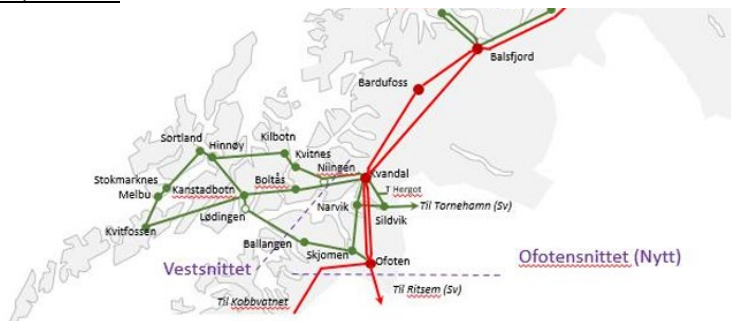 Balsfjord
Bardufoss
Sortland
Hinnøy
Kilbotn
Kvitnes
Niingen
Kvandal
Stokmarknes
Melbu
Kanstadbotn
Boltås
T Hergot
Lødingen
Narvik
Sildvik
Til Tornehamn (Sv)
Kvitfossen
Ballangen
Skjomen
Ofoten
Vestsnittet
Ofotensnittet (Nytt)
Til Kobbvatnet
Til Ritsem (Sv)